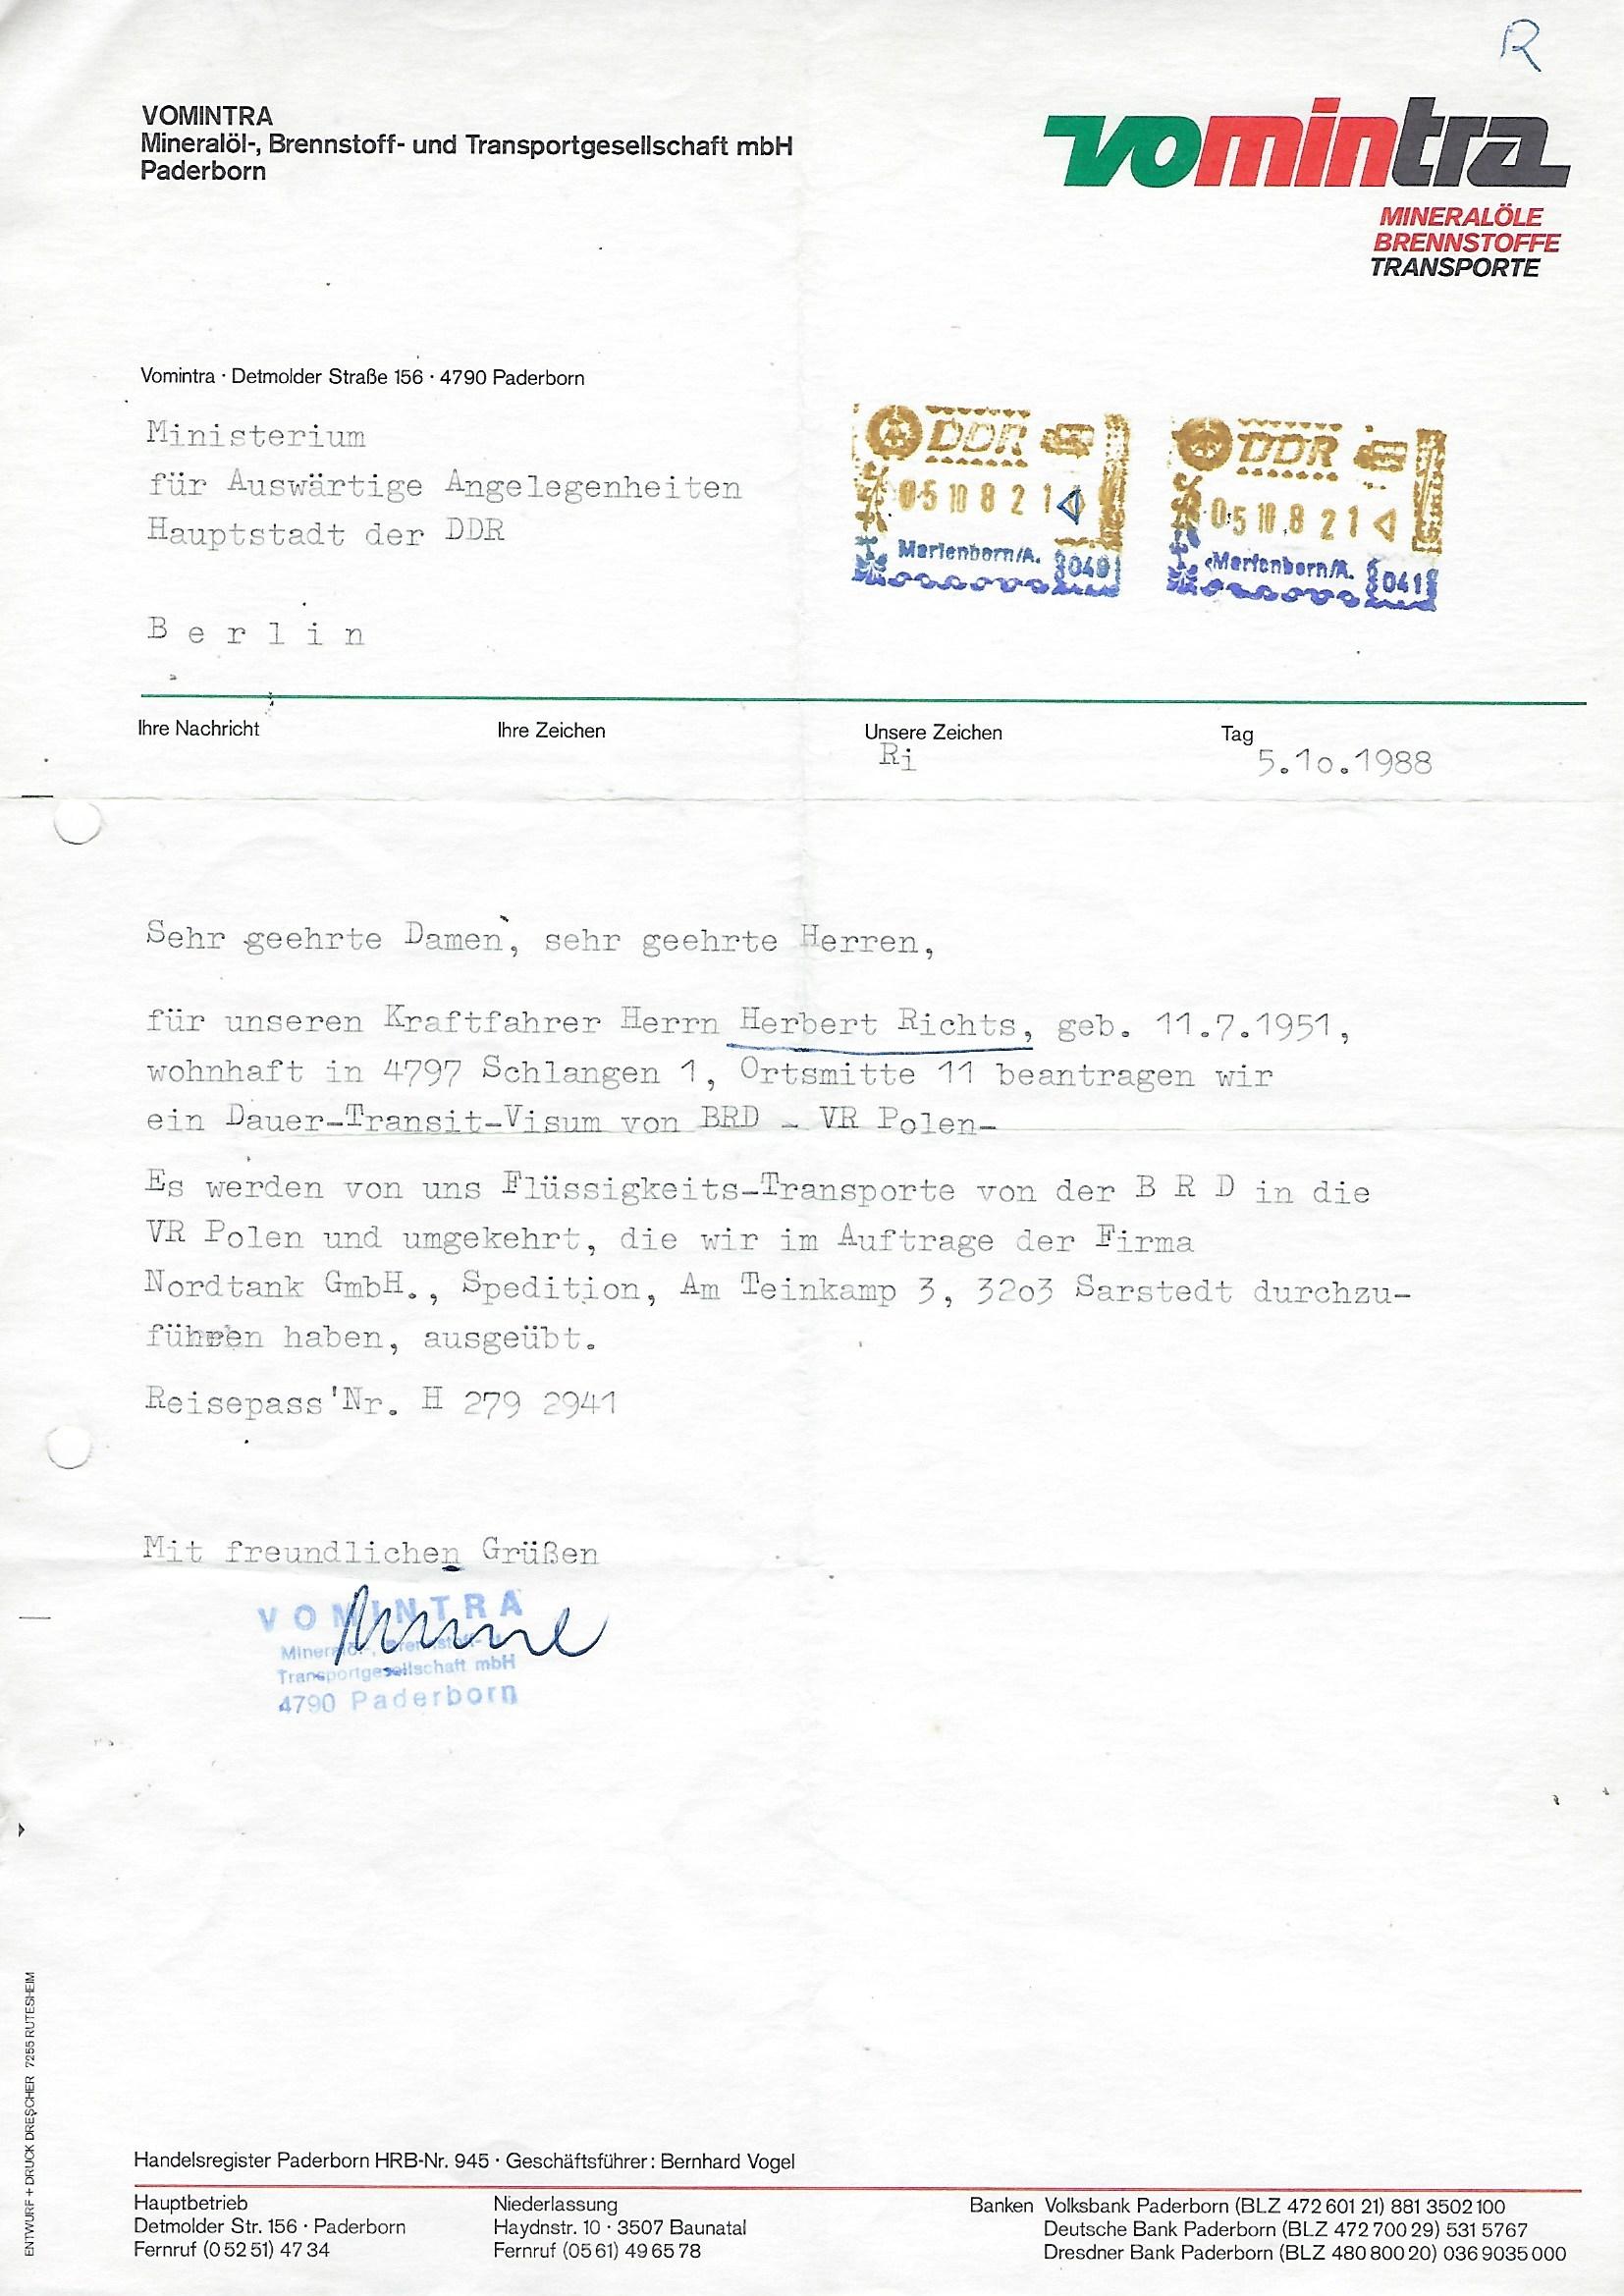 R
VOMINTRA
Mineralöl-, Brennstoff- und Transportgesellschaft mbH
Paderborn
vomintra
MINERALÖLE
BRENNSTOFFE
TRANSPORTE
Vomintra · Detmolder Straße 156 · 4790 Paderborn
Ministerium
für Auswärtige Angelegenheiten
Hauptstadt der DDR
B e r l i n
DDR
05 10 8 2 1
Marienborn/A. 040
DDR
05 10 8 2 1
Marienborn/A. 041
Ihre Nachricht Ihre Zeichen Unsere Zeichen Tag
Ri 5.1o.1988
Sehr geehrte Damen, sehr geehrte Herren,
für unseren Kraftfahrer Herrn Herbert Richts, geb. 11.7.1951,
wohnhaft in 4797 Schlangen 1, Ortsmitte 11 beantragen wir
ein Dauer-Transit-Visum von BRD - VR Polen-
Es werden von uns Flüssigkeits-Transporte von der B R D in die
VR Polen und umgekehrt, die wir im Auftrage der Firma
Nordtank GmbH., Spedition, Am Teinkamp 3, 32o3 Sarstedt durchzu-
führen haben, ausgeübt.
Reisepass'Nr. H 279 2941
Mit freundlichen Grüßen
VOMINTRA
Mineralöl-, Brennstoff- u.
Transportgesellschaft mbH
4790 Paderborn
ENTWURF + DRUCK DRESCHER 7255 RUTESHEIM
Handelsregister Paderborn HRB-Nr. 945 · Geschäftsführer: Bernhard Vogel
Hauptbetrieb
Detmolder Str. 156 · Paderborn
Fernruf (0 52 51) 47 34
Niederlassung
Haydnstr. 10 · 3507 Baunatal
Fernruf (05 61) 49 65 78
Banken Volksbank Paderborn (BLZ 472 601 21) 881 3502 100
Deutsche Bank Paderborn (BLZ 472 700 29) 531 5767
Dresdner Bank Paderborn (BLZ 480 800 20) 036 9035 000